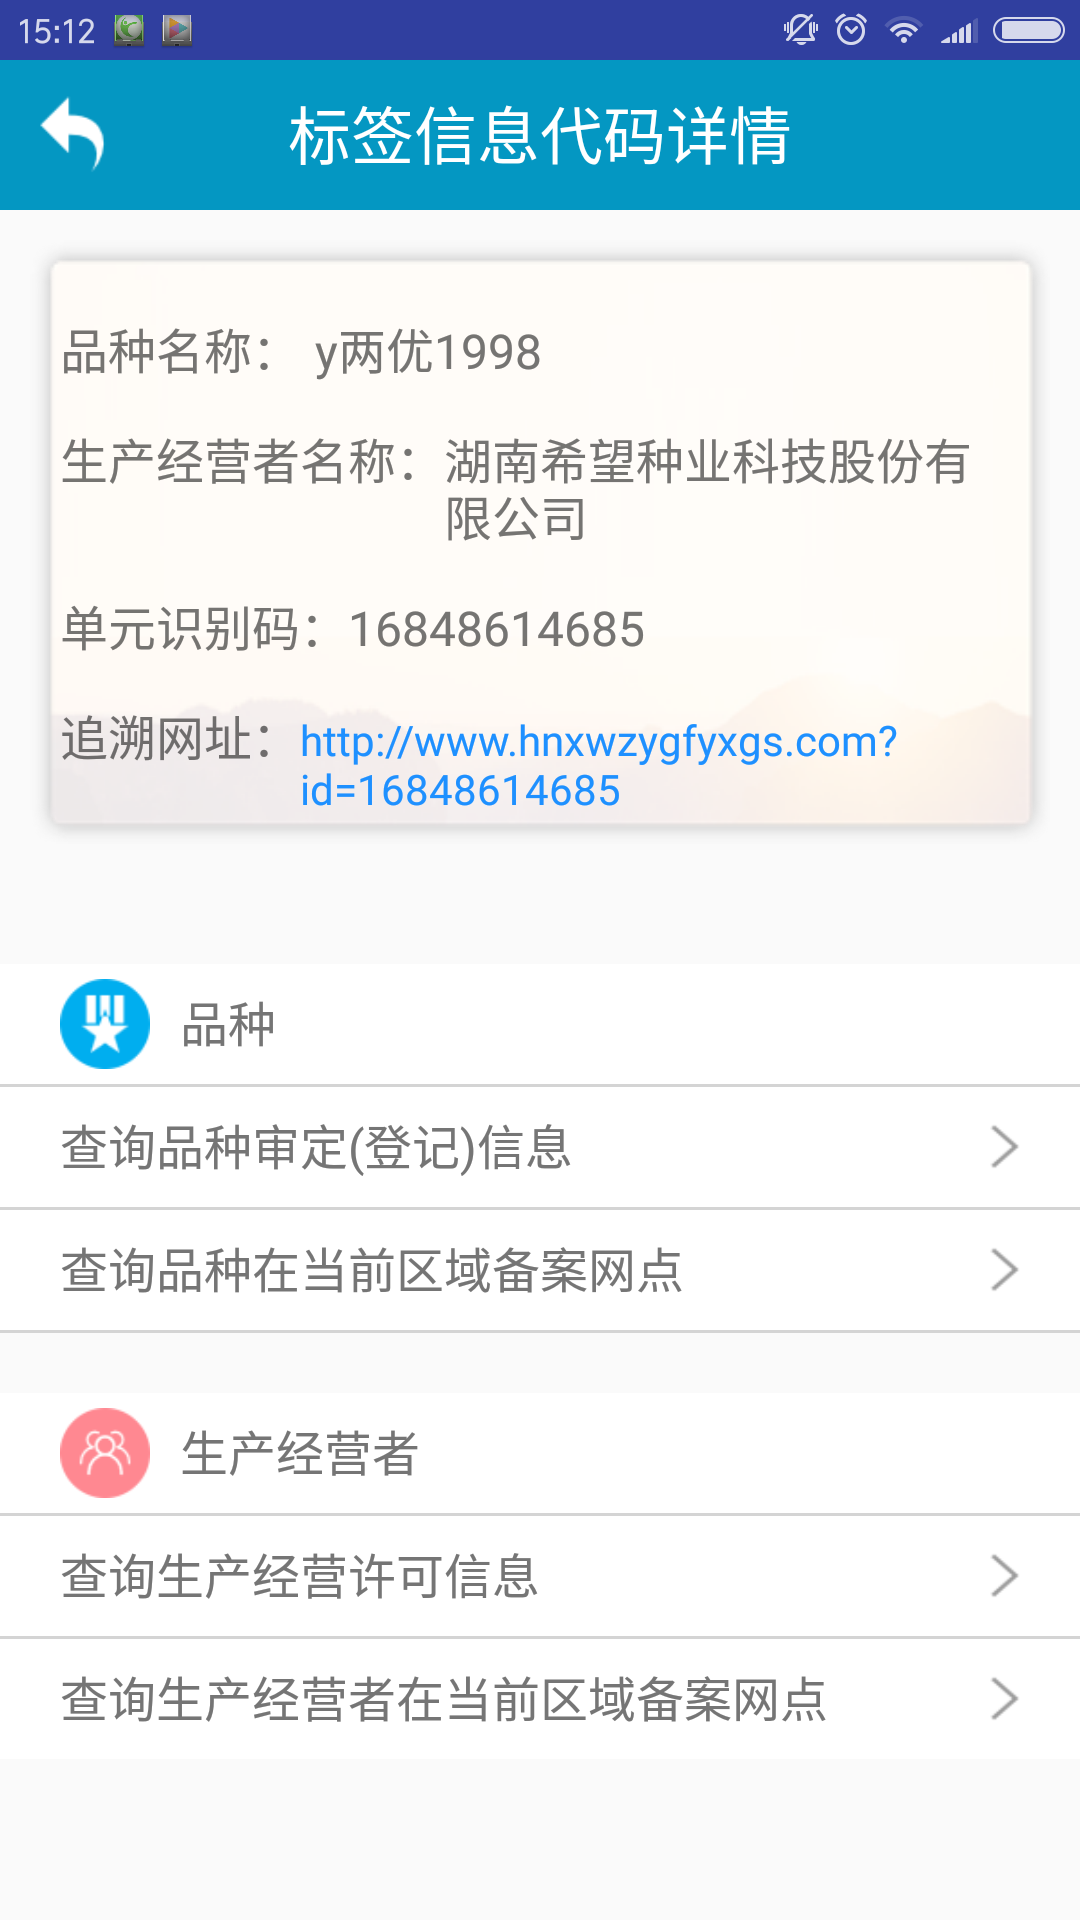 15:12
标签信息代码详情
品种名称： y两优1998
生产经营者名称：湖南希望种业科技股份有
限公司
单元识别码：16848614685
追溯网址：http://www.hnxwzygfyxgs.com?
id=16848614685
品种
查询品种审定(登记)信息
查询品种在当前区域备案网点
生产经营者
查询生产经营许可信息
查询生产经营者在当前区域备案网点